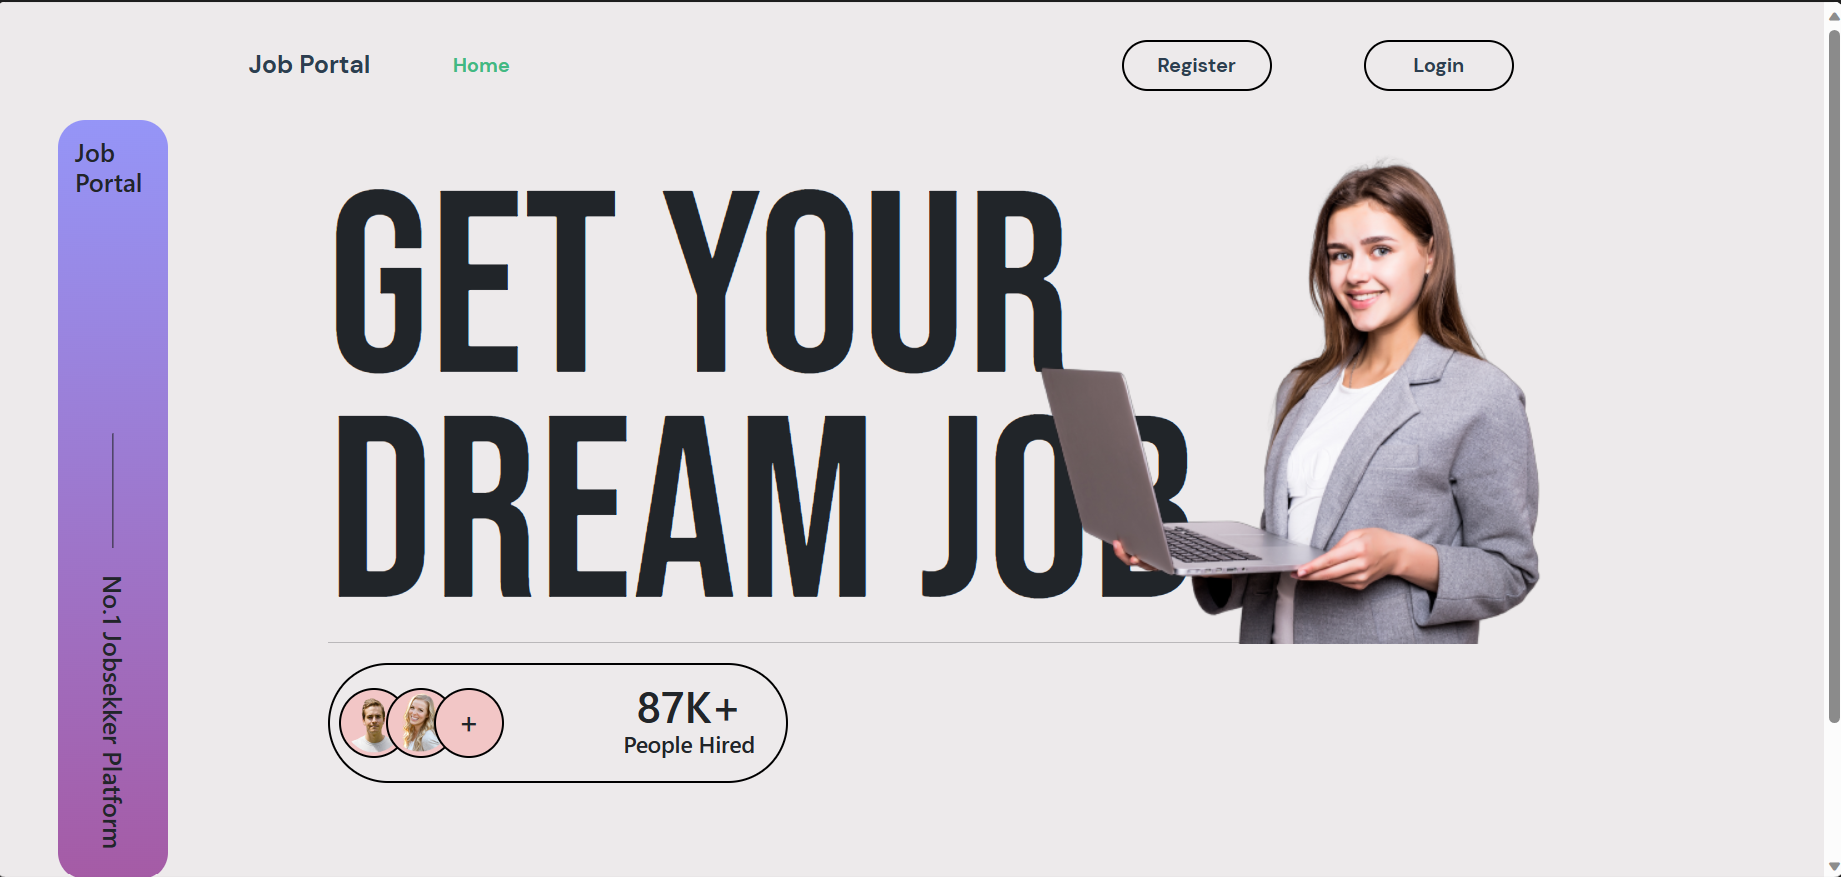 Job Portal
Home
Register
Login
Job
Portal
No.1 Jobsekker Platform
GET YOUR
DREAM JOB
+
87K+
People Hired